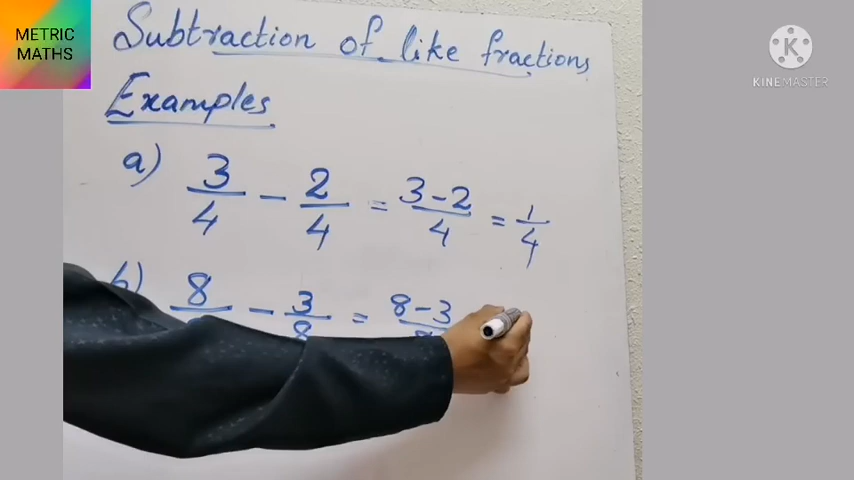 METRIC
MATHS
KINEMASTER
Subtraction of like fractions
Examples
a) 3/4 - 2/4 = 3-2/4 = 1/4
b) 8/ - 3/8 = 8-3/8